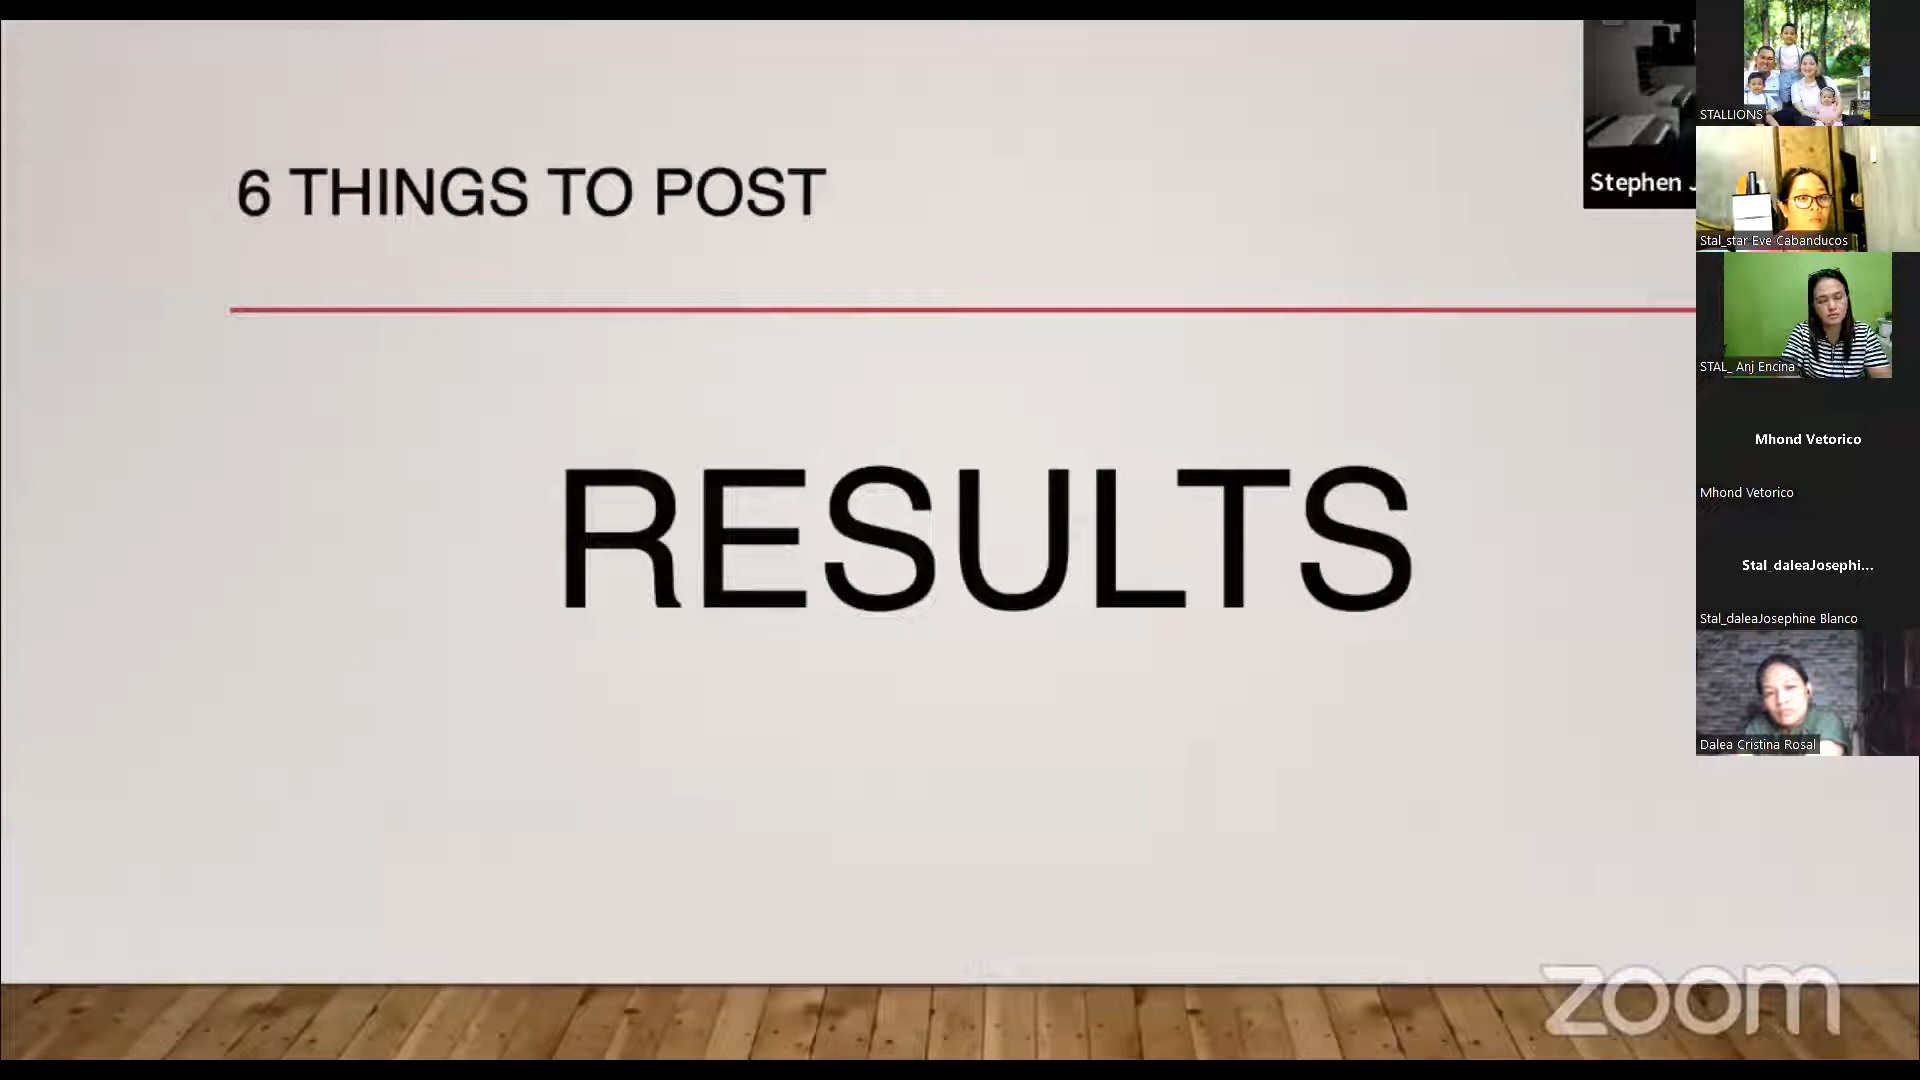 6 THINGS TO POST
RESULTS
Stephen J
STALLIONS
Stal_star Eve Cabanducos
STAL_ Anj Encina
Mhond Vetorico
Mhond Vetorico
Stal_daleaJosephi...
Stal_daleaJosephine Blanco
Dalea Cristina Rosal
zoom